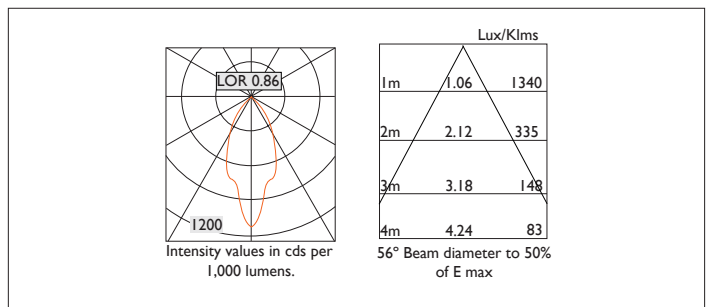 LOR 0.86
1200
Intensity values in cds per
1,000 lumens.
Lux/Klms
1m 1.06 1340
2m 2.12 335
3m 3.18 148
4m 4.24 83
56° Beam diameter to 50%
of E max